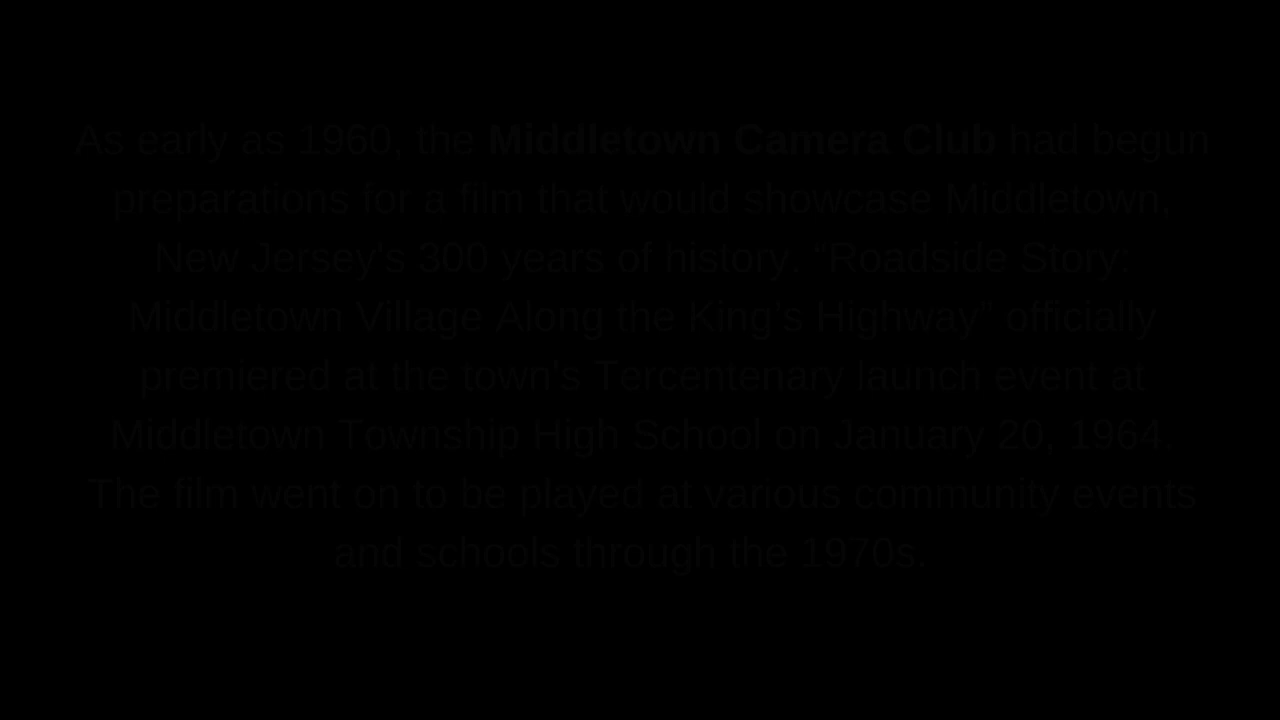 As early as 1960, the Middletown Camera Club had begun
preparations for a film that would showcase Middletown,
New Jersey's 300 years of history. “Roadside Story:
Middletown Village Along the King's Highway” officially
premiered at the town's Tercentenary launch event at
Middletown Township High School on January 20, 1964.
The film went on to be played at various community events
and schools through the 1970s.